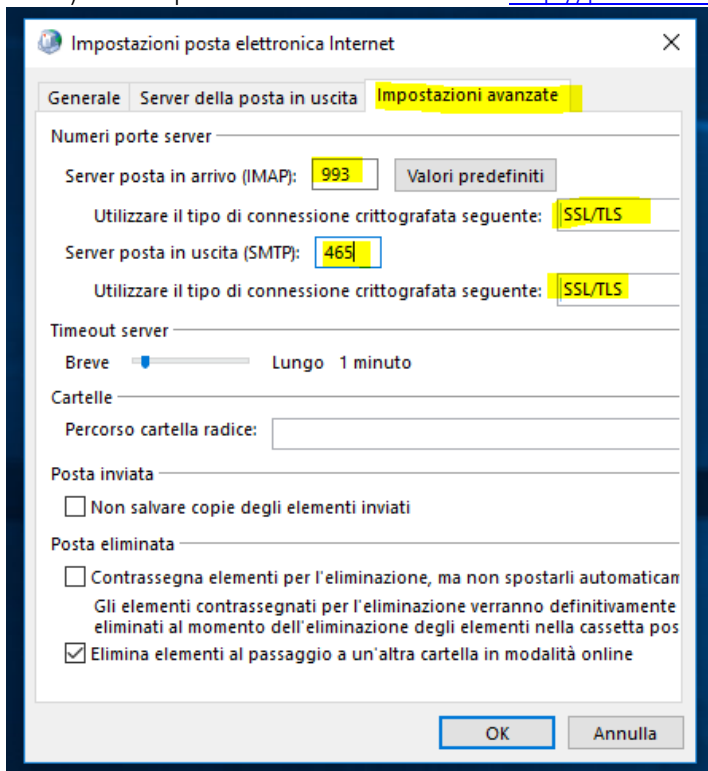 Impostazioni posta elettronica Internet
Generale Server della posta in uscita Impostazioni avanzate
Numeri porte server
Server posta in arrivo (IMAP): 993 Valori predefiniti
Utilizzare il tipo di connessione crittografata seguente: SSL/TLS
Server posta in uscita (SMTP): 465
Utilizzare il tipo di connessione crittografata seguente: SSL/TLS
Timeout server
Breve Lungo 1 minuto
Cartelle
Percorso cartella radice:
Posta inviata
Non salvare copie degli elementi inviati
Posta eliminata
Contrassegna elementi per l'eliminazione, ma non spostarli
Gli elementi contrassegnati per l'eliminazione verranno definitivamente
eliminati al momento dell'eliminazione degli elementi nella cassetta pos
Elimina elementi al passaggio a un'altra cartella in modalità online
OK Annulla